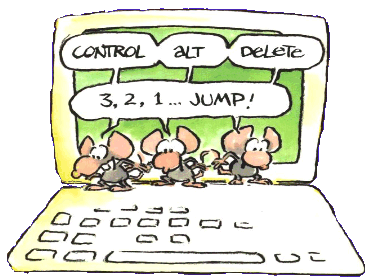 CONTROL ALT DELETE
3, 2, 1 ... JUMP!